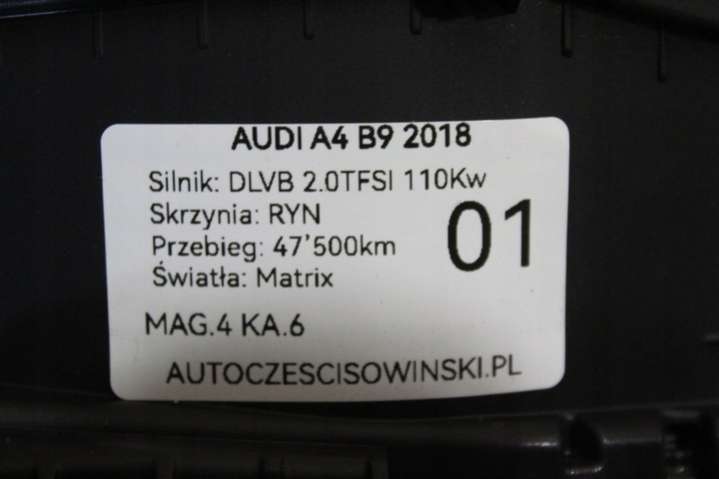 AUDI A4 B9 2018
Silnik: DLVB 2.0TFSI 110Kw
Skrzynia: RYN
Przebieg: 47'500km
Światła: Matrix
01
MAG.4 KA.6
AUTOCZESCISOWINSKI.PL